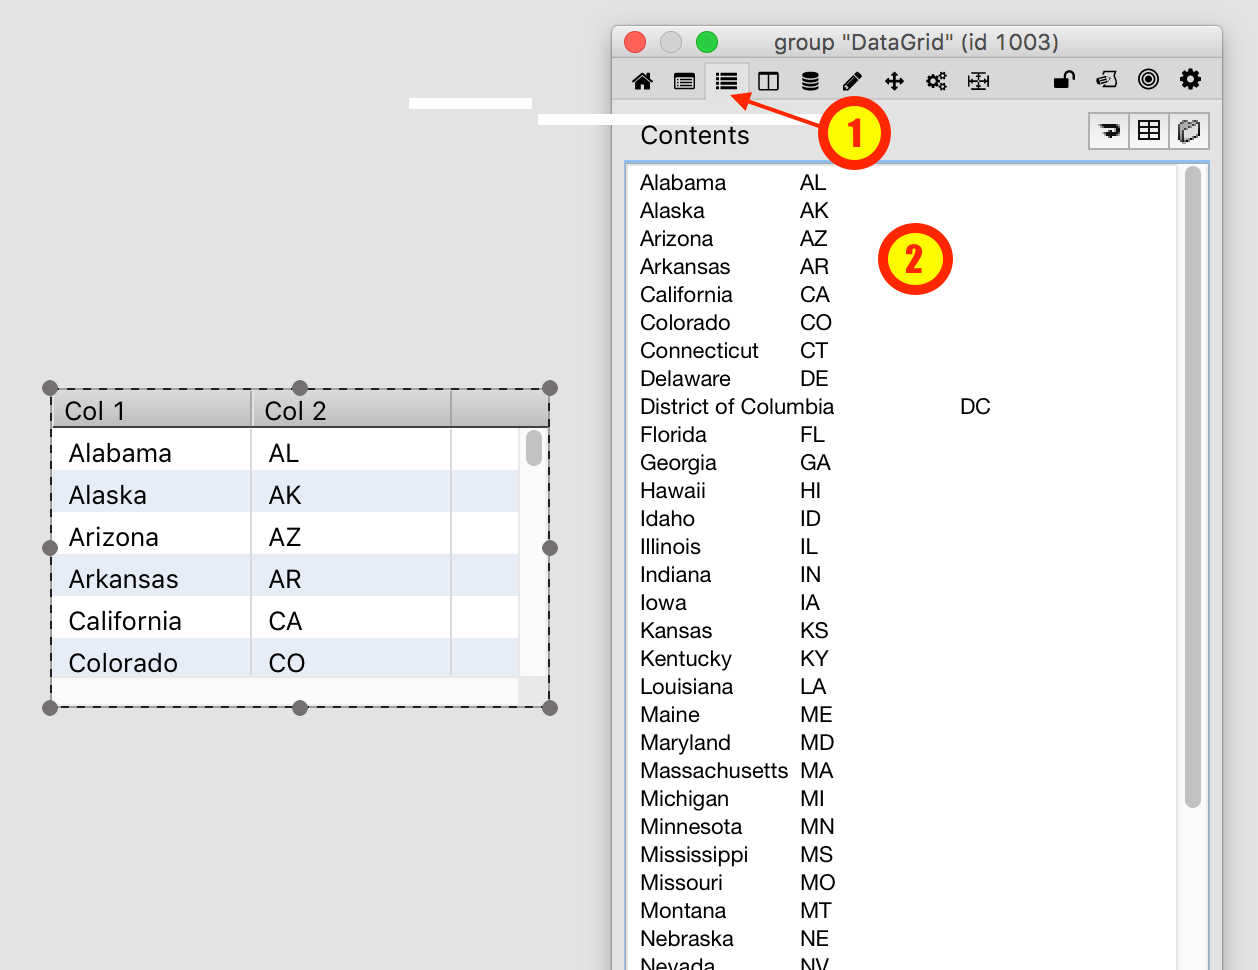 group "DataGrid" (id 1003)
1
Contents
Alabama AL
Alaska AK
Arizona AZ
2
Arkansas AR
California CA
Colorado CO
Connecticut CT
Delaware DE
District of Columbia DC
Florida FL
Georgia GA
Hawaii HI
Idaho ID
Illinois IL
Indiana IN
Iowa IA
Kansas KS
Kentucky KY
Louisiana LA
Maine ME
Maryland MD
Massachusetts MA
Michigan MI
Minnesota MN
Mississippi MS
Missouri MO
Montana MT
Nebraska NE
Nevada NV
Col 1 Col 2
Alabama AL
Alaska AK
Arizona AZ
Arkansas AR
California CA
Colorado CO